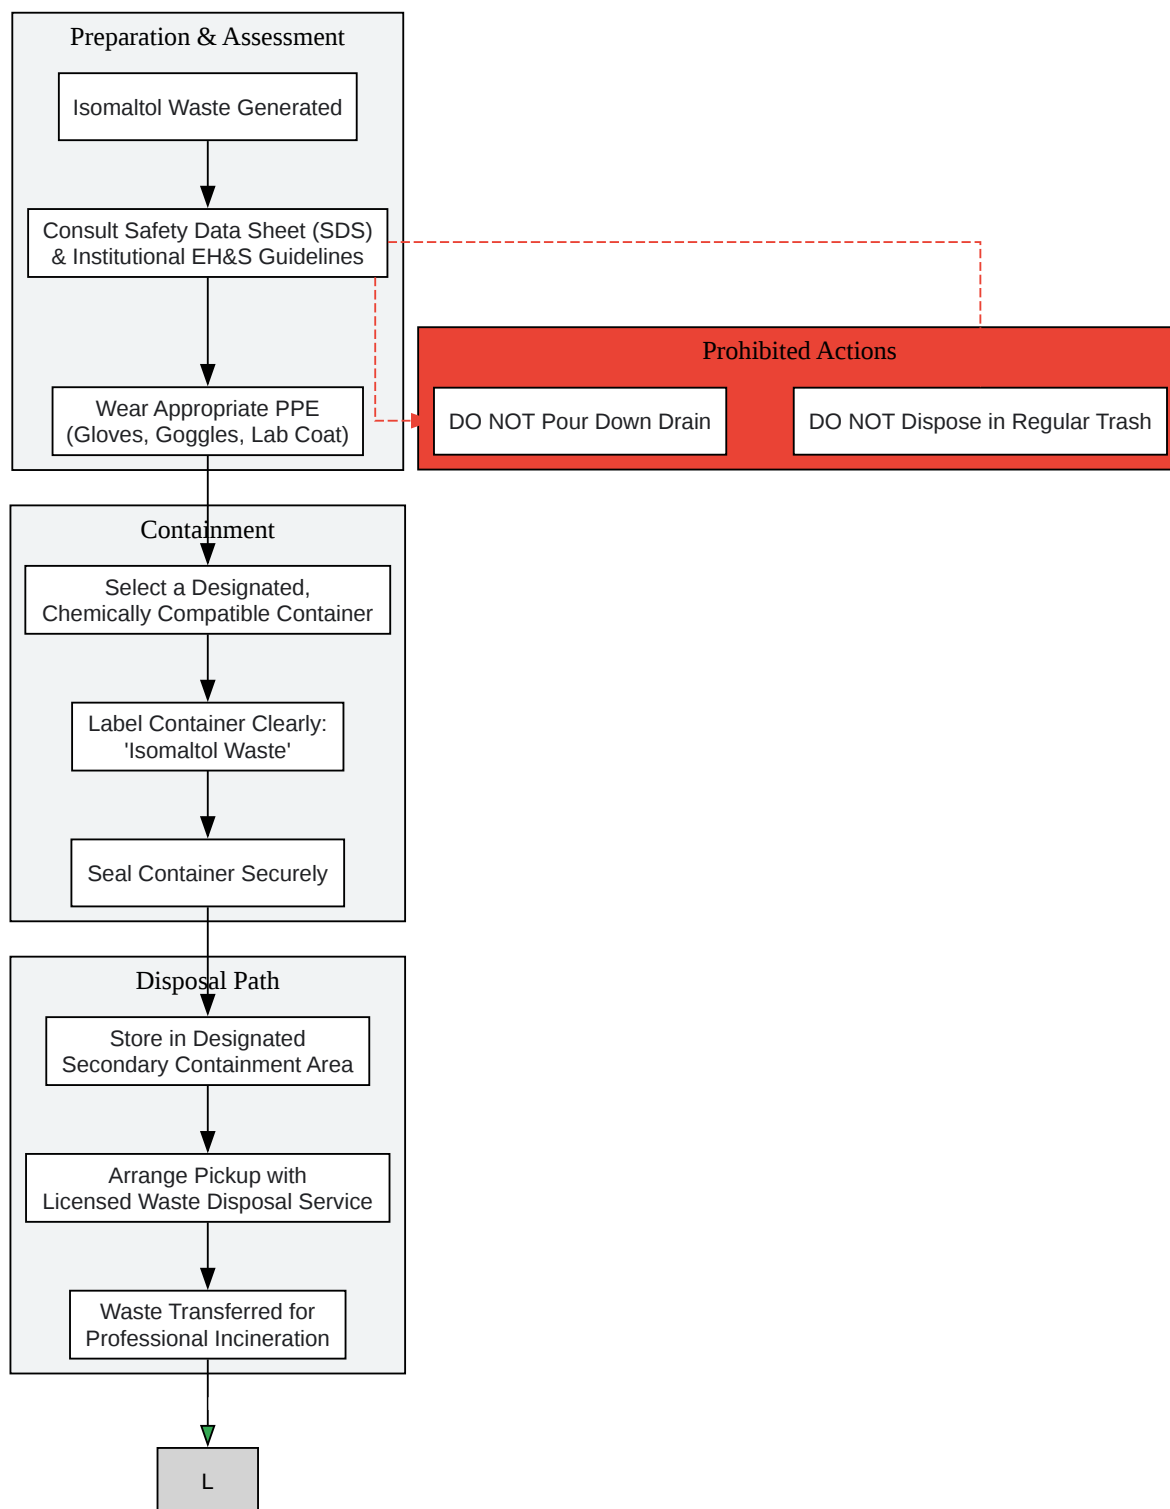 Preparation & Assessment
Isomaltol Waste Generated
Consult Safety Data Sheet (SDS)
& Institutional EH&S Guidelines
Wear Appropriate PPE
(Gloves, Goggles, Lab Coat)
Prohibited Actions
DO NOT Pour Down Drain
DO NOT Dispose in Regular Trash
Containment
Select a Designated,
Chemically Compatible Container
Label Container Clearly:
'Isomaltol Waste'
Seal Container Securely
Disposal Path
Store in Designated
Secondary Containment Area
Arrange Pickup with
Licensed Waste Disposal Service
Waste Transferred for
Professional Incineration
L